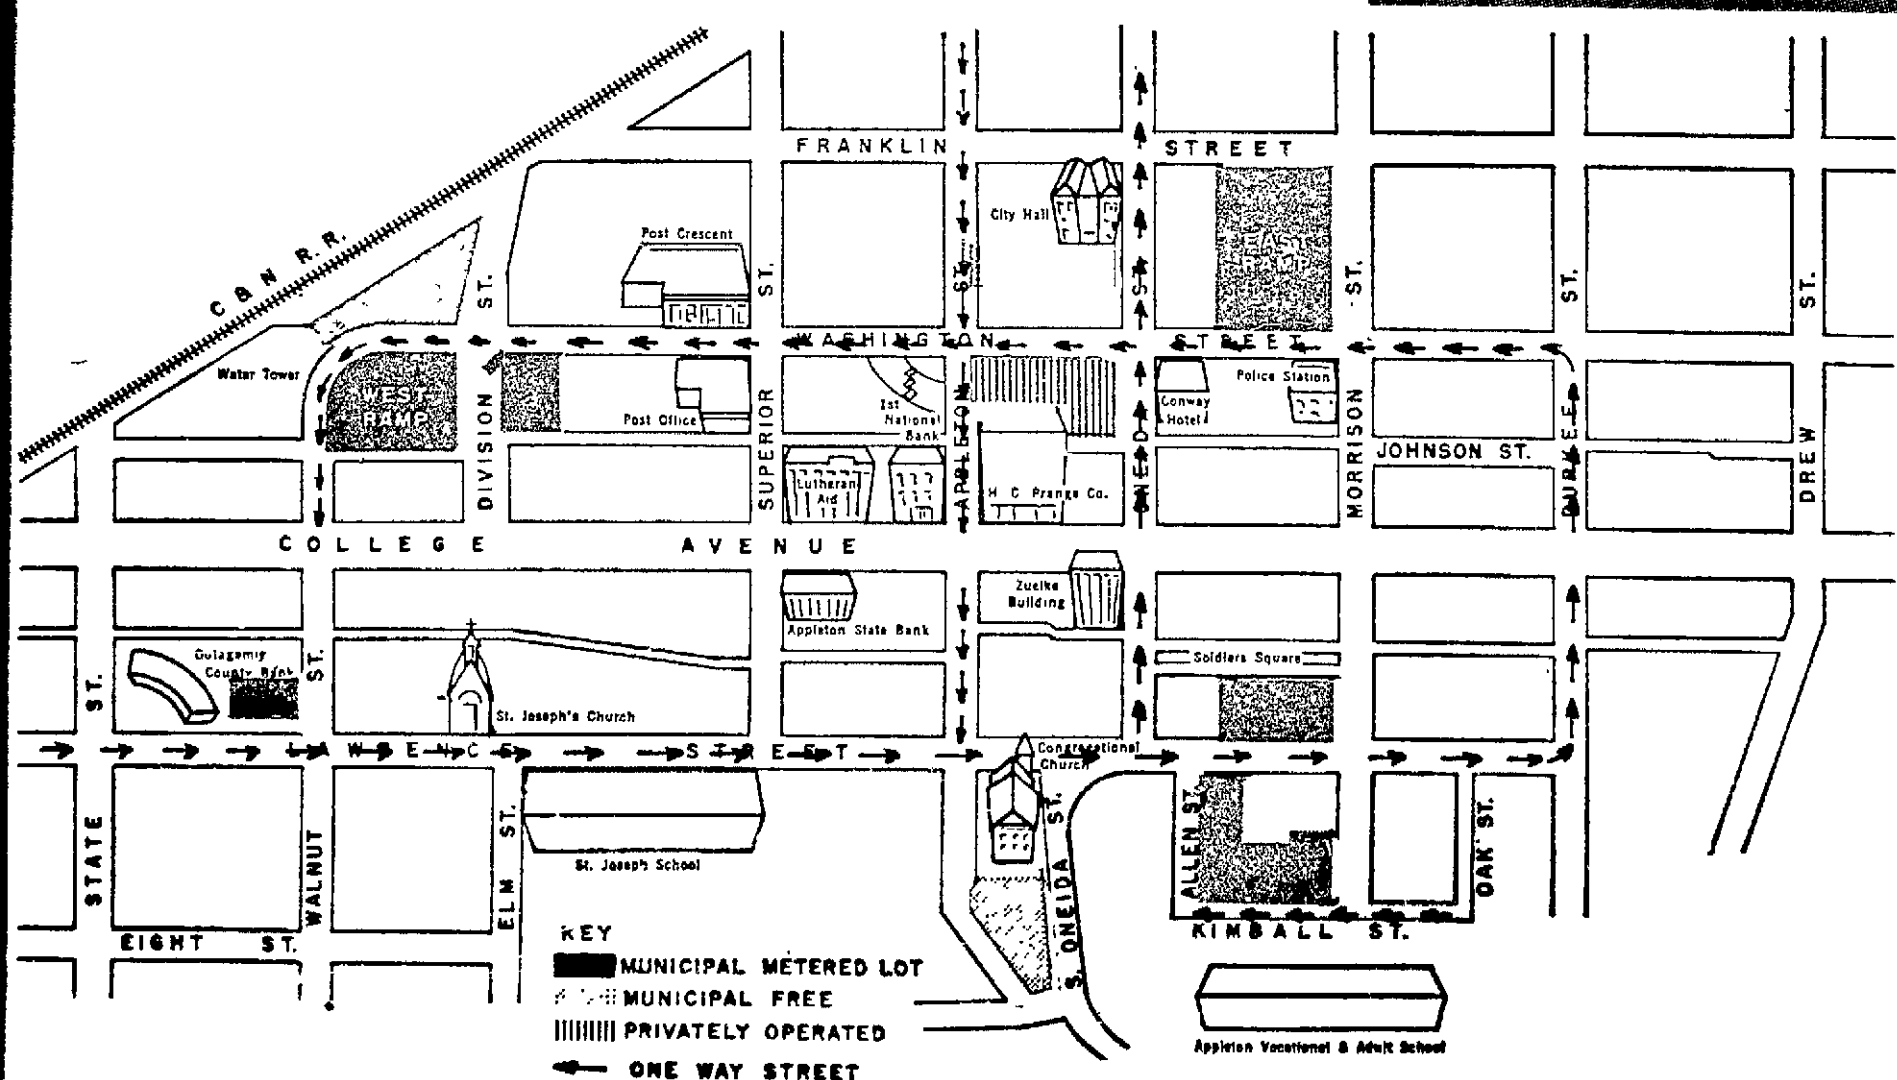 FRANKLIN STREET
City Hall
Post Crescent
C & N R.R.
EAST
RAMP
ST.
ST.
ST.
ST.
ST.
ST.
WASHINGTON STREET
Water Tower
WEST
RAMP
Post Office
1st
National
Bank
Conway
Hotel
Police Station
DIVISION
SUPERIOR
APPLETON
MORRISON
JOHNSON ST.
DURKEE
DREW
Lutheran
Aid
H C Prange Co.
COLLEGE AVENUE
Zuelke
Building
Appleton State Bank
Outagamie
County Bank
ST.
ST.
Soldiers Square
St. Joseph's Church
LAWRENCE STREET
Congregational
Church
STATE
WALNUT
ELM ST.
St. Joseph School
S. ONEIDA ST.
ALLEN ST.
OAK ST.
EIGHT ST.
KIMBALL ST.
KEY
MUNICIPAL METERED LOT
MUNICIPAL FREE
PRIVATELY OPERATED
ONE WAY STREET
Appleton Vocational & Adult School